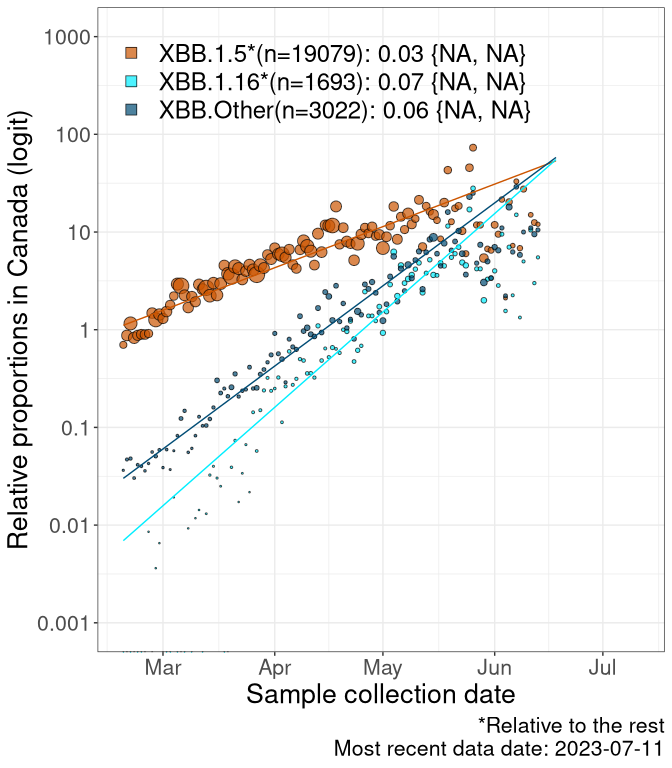 1000
100
10
1
0.1
0.01
0.001
Relative proportions in Canada (logit)
XBB.1.5*(n=19079): 0.03 {NA, NA}
XBB.1.16*(n=1693): 0.07 {NA, NA}
XBB.Other(n=3022): 0.06 {NA, NA}
Mar Apr May Jun Jul
Sample collection date
*Relative to the rest
Most recent data date: 2023-07-11